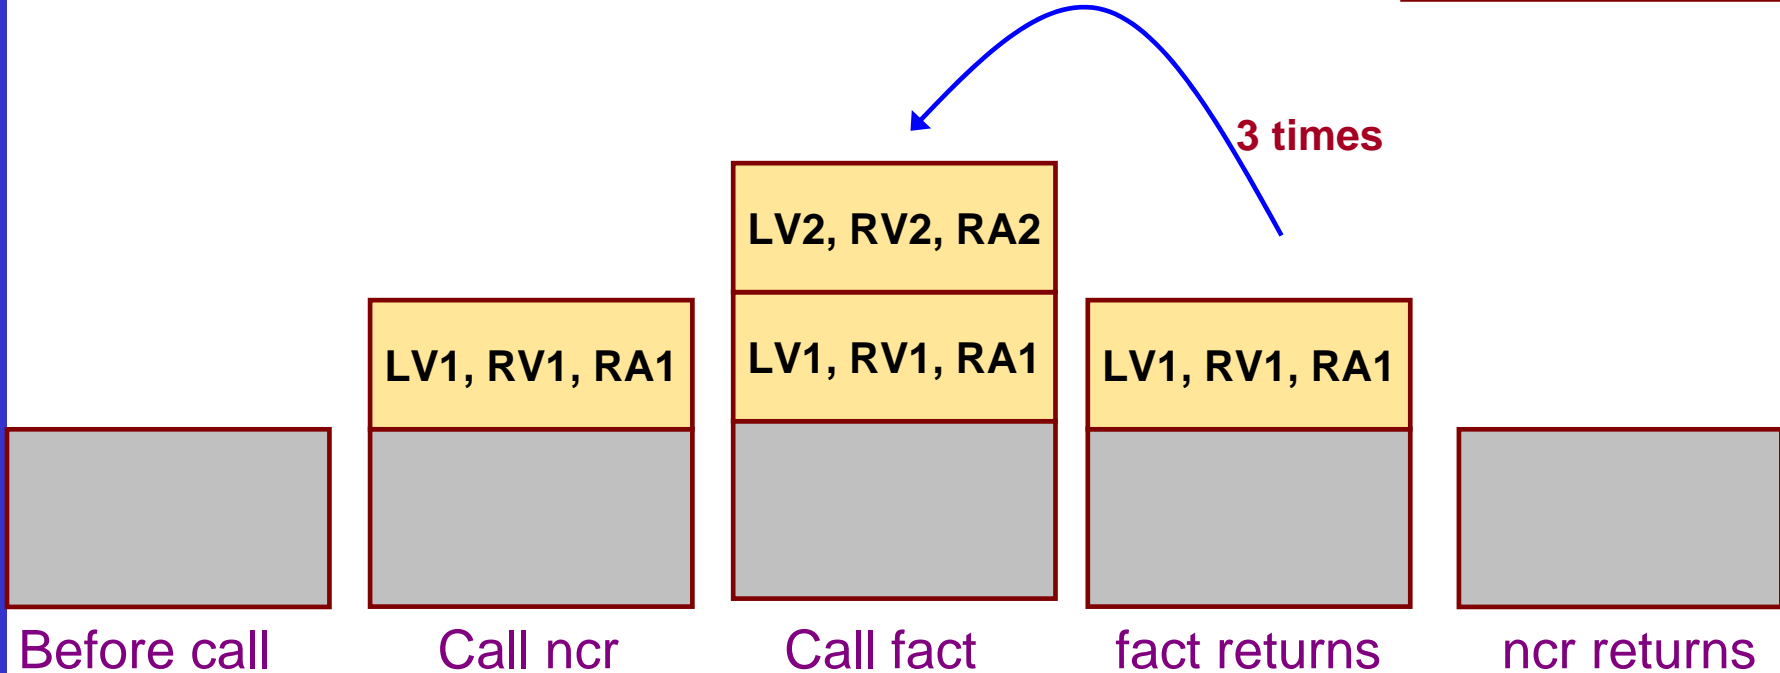 3 times
LV2, RV2, RA2
LV1, RV1, RA1
LV1, RV1, RA1
LV1, RV1, RA1
Before call
Call ncr
Call fact
fact returns
ncr returns